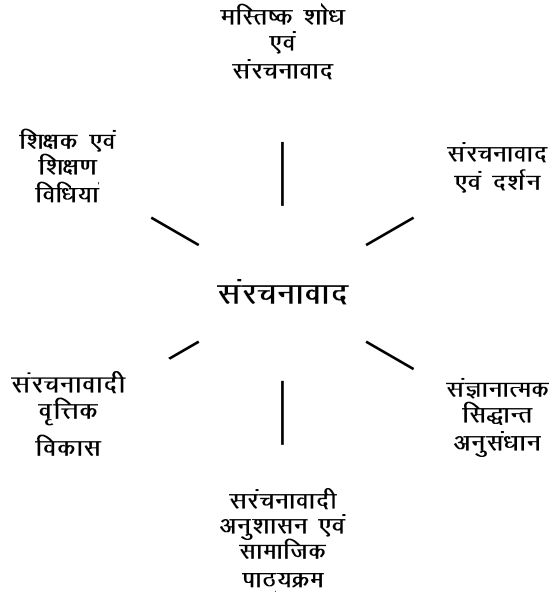 मस्तिष्क शोध
एवं
संरचनावाद
शिक्षक एवं
शिक्षण
विधियां
संरचनावाद
एवं दर्शन
संरचनावाद
संरचनावादी
वृत्तिक
विकास
संज्ञानात्मक
सिद्धान्त
अनुसंधान
सरंचनावादी
अनुशासन एवं
सामाजिक
पाठ्यक्रम